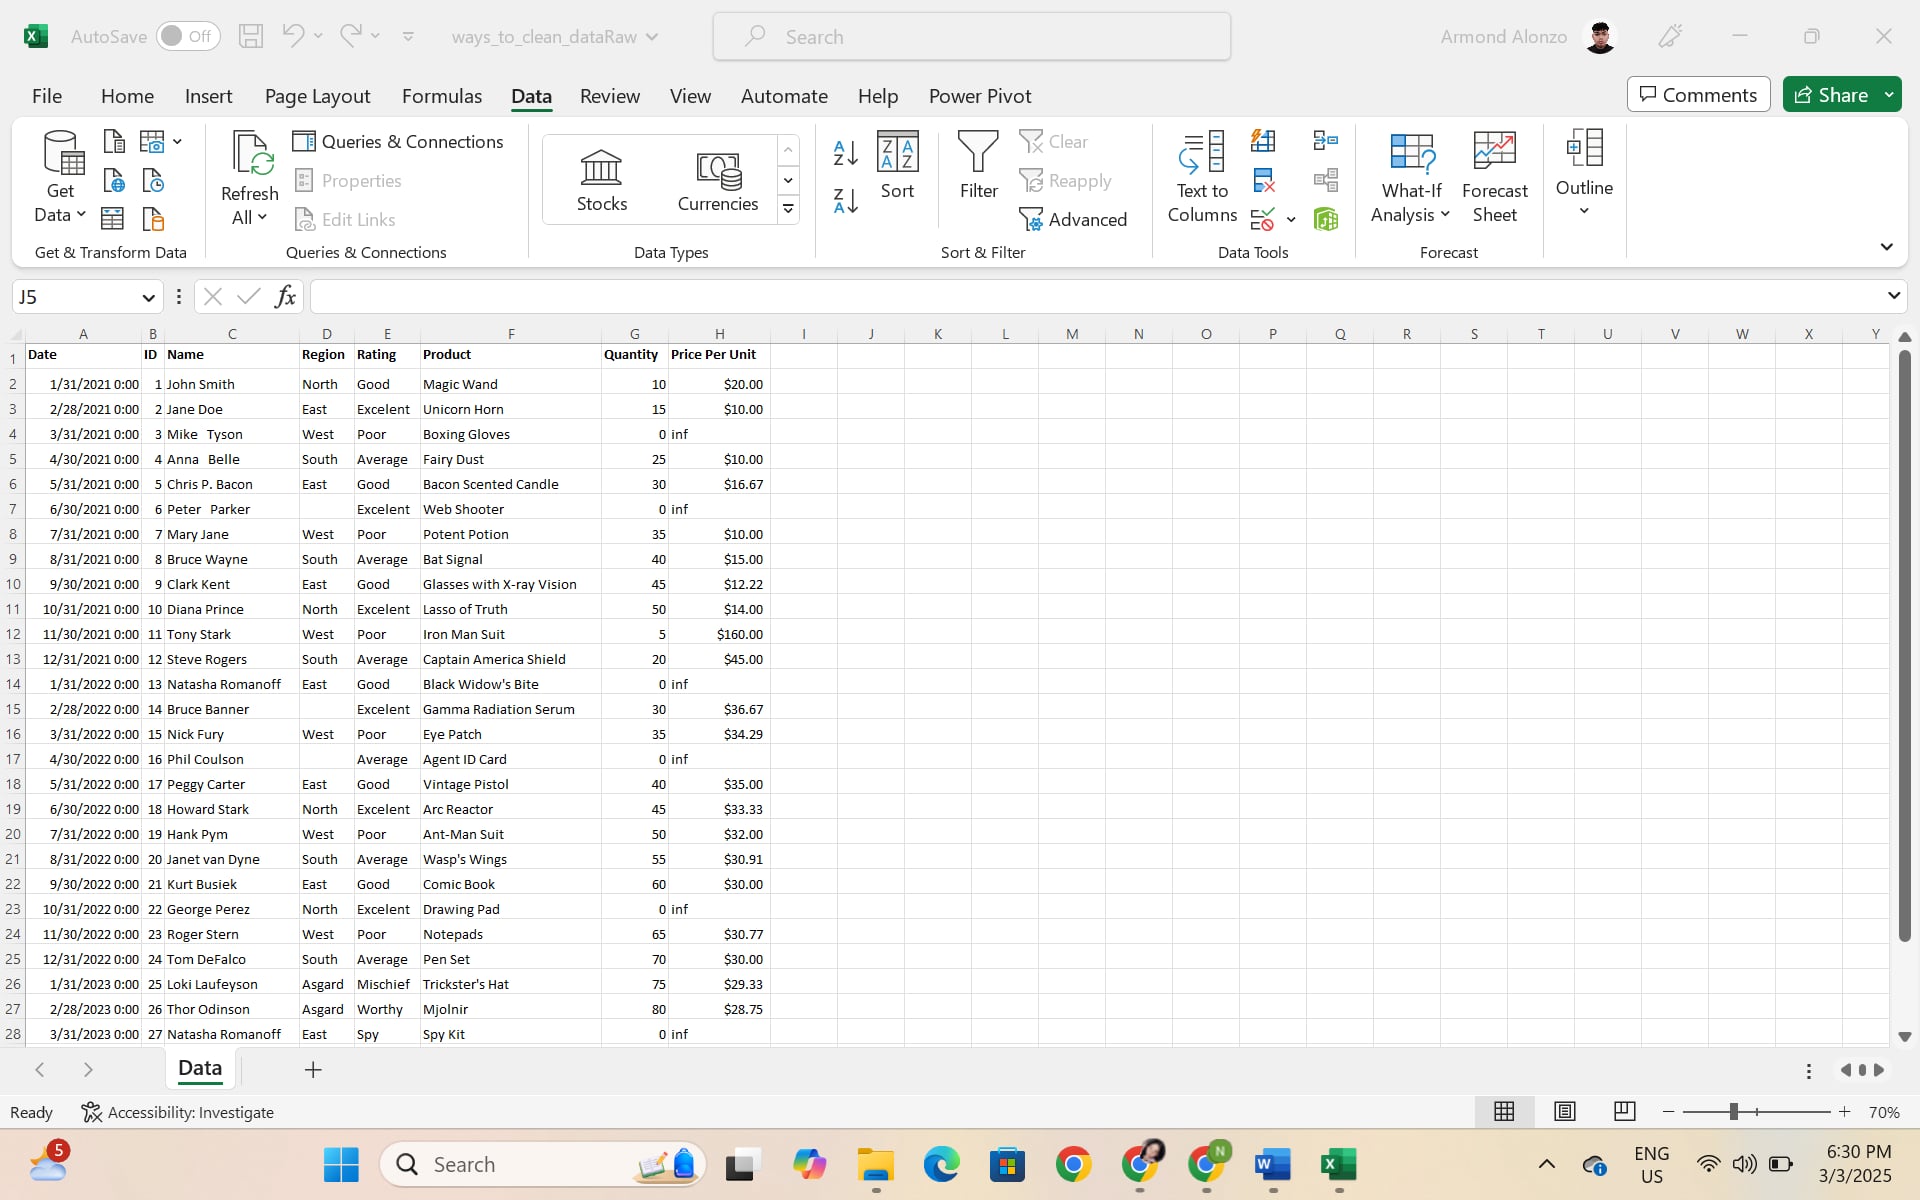 AutoSave Off ways_to_clean_dataRaw Search Armond Alonzo
File Home Insert Page Layout Formulas Data Review View Automate Help Power Pivot Comments Share
Get Data
Refresh All
Queries & Connections
Properties
Edit Links
Stocks
Currencies
Sort
Filter
Clear
Reapply
Advanced
Text to Columns
What-If Analysis
Forecast Sheet
Outline
Get & Transform Data Queries & Connections Data Types Sort & Filter Data Tools Forecast
J5 fx
A B C D E F G H I J K L M N O P Q R S T U V W X Y
1 Date ID Name Region Rating Product Quantity Price Per Unit
2 1/31/2021 0:00 1 John Smith North Good Magic Wand 10 $20.00
3 2/28/2021 0:00 2 Jane Doe East Excelent Unicorn Horn 15 $10.00
4 3/31/2021 0:00 3 Mike   Tyson West Poor Boxing Gloves 0 inf
5 4/30/2021 0:00 4 Anna   Belle South Average Fairy Dust 25 $10.00
6 5/31/2021 0:00 5 Chris P. Bacon East Good Bacon Scented Candle 30 $16.67
7 6/30/2021 0:00 6 Peter   Parker Excelent Web Shooter 0 inf
8 7/31/2021 0:00 7 Mary Jane West Poor Potent Potion 35 $10.00
9 8/31/2021 0:00 8 Bruce Wayne South Average Bat Signal 40 $15.00
10 9/30/2021 0:00 9 Clark Kent East Good Glasses with X-ray Vision 45 $12.22
11 10/31/2021 0:00 10 Diana Prince North Excelent Lasso of Truth 50 $14.00
12 11/30/2021 0:00 11 Tony Stark West Poor Iron Man Suit 5 $160.00
13 12/31/2021 0:00 12 Steve Rogers South Average Captain America Shield 20 $45.00
14 1/31/2022 0:00 13 Natasha Romanoff East Good Black Widow's Bite 0 inf
15 2/28/2022 0:00 14 Bruce Banner Excelent Gamma Radiation Serum 30 $36.67
16 3/31/2022 0:00 15 Nick Fury West Poor Eye Patch 35 $34.29
17 4/30/2022 0:00 16 Phil Coulson Average Agent ID Card 0 inf
18 5/31/2022 0:00 17 Peggy Carter East Good Vintage Pistol 40 $35.00
19 6/30/2022 0:00 18 Howard Stark North Excelent Arc Reactor 45 $33.33
20 7/31/2022 0:00 19 Hank Pym West Poor Ant-Man Suit 50 $32.00
21 8/31/2022 0:00 20 Janet van Dyne South Average Wasp's Wings 55 $30.91
22 9/30/2022 0:00 21 Kurt Busiek East Good Comic Book 60 $30.00
23 10/31/2022 0:00 22 George Perez North Excelent Drawing Pad 0 inf
24 11/30/2022 0:00 23 Roger Stern West Poor Notepads 65 $30.77
25 12/31/2022 0:00 24 Tom DeFalco South Average Pen Set 70 $30.00
26 1/31/2023 0:00 25 Loki Laufeyson Asgard Mischief Trickster's Hat 75 $29.33
27 2/28/2023 0:00 26 Thor Odinson Asgard Worthy Mjolnir 80 $28.75
28 3/31/2023 0:00 27 Natasha Romanoff East Spy Spy Kit 0 inf
Data
Ready Accessibility: Investigate 70%
5 Search N ENG US 6:30 PM 3/3/2025